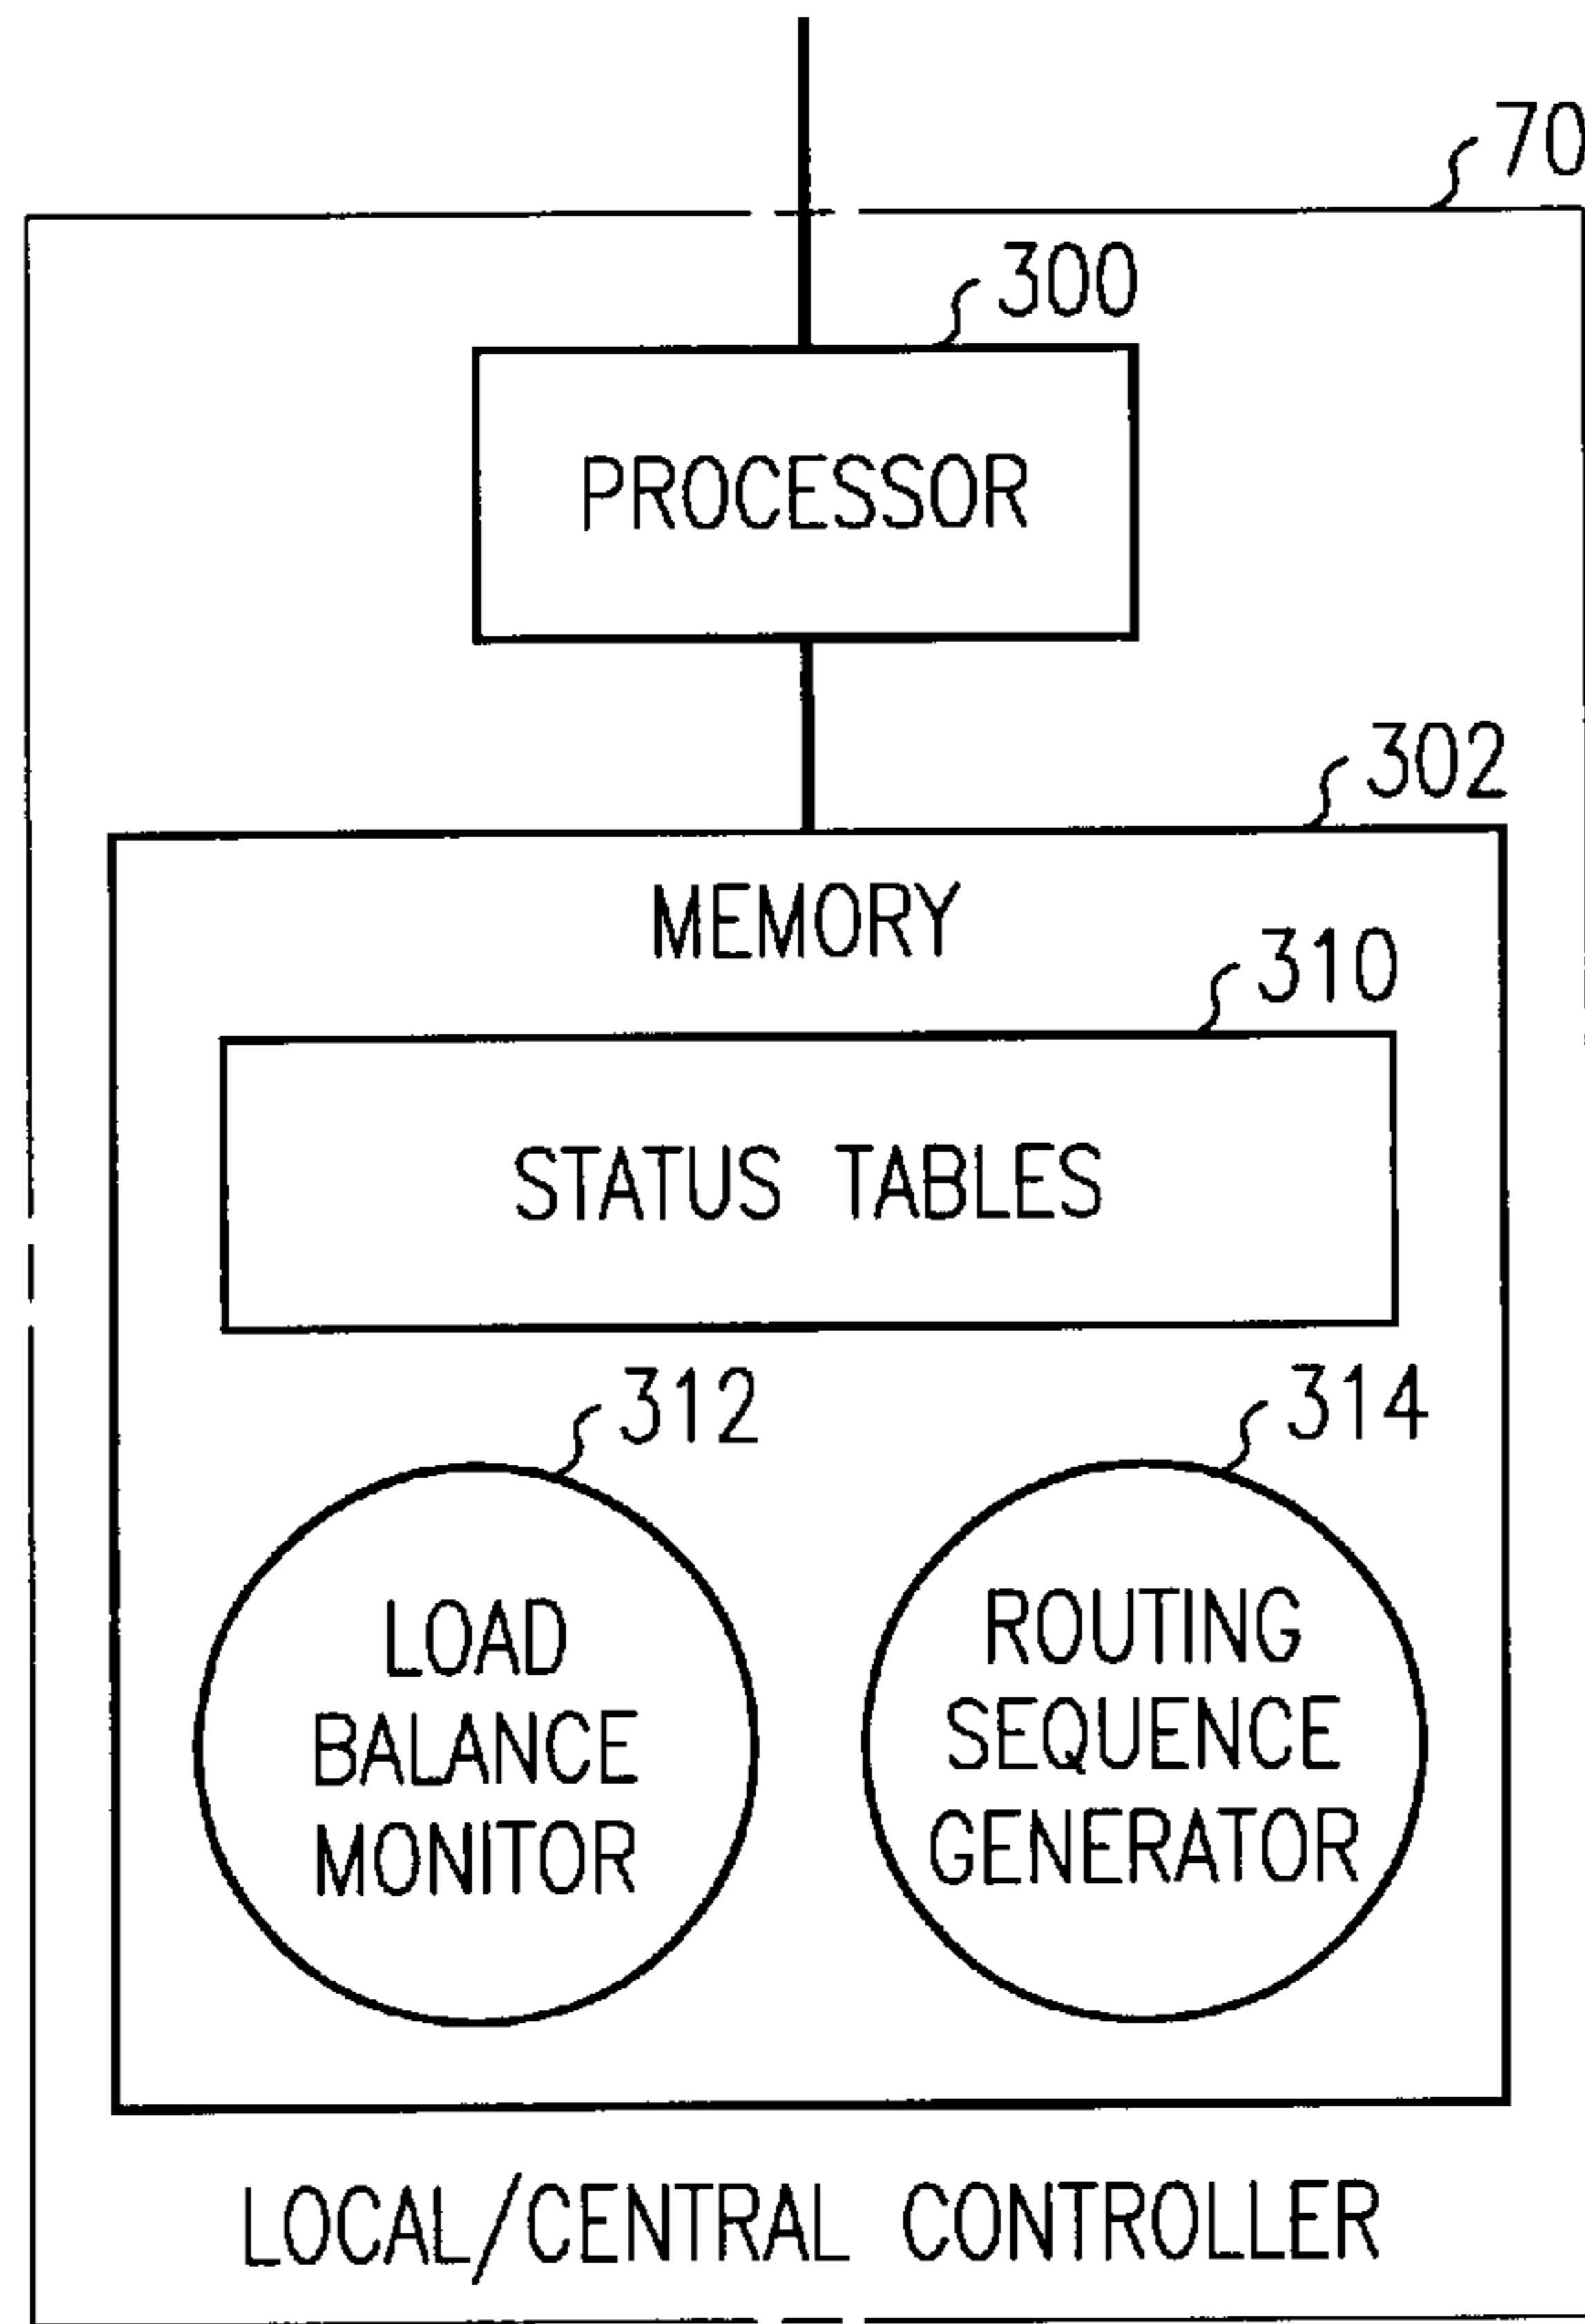 70
300
PROCESSOR
302
MEMORY
310
STATUS TABLES
312
314
LOAD
BALANCE
MONITOR
ROUTING
SEQUENCE
GENERATOR
LOCAL/CENTRAL CONTROLLER